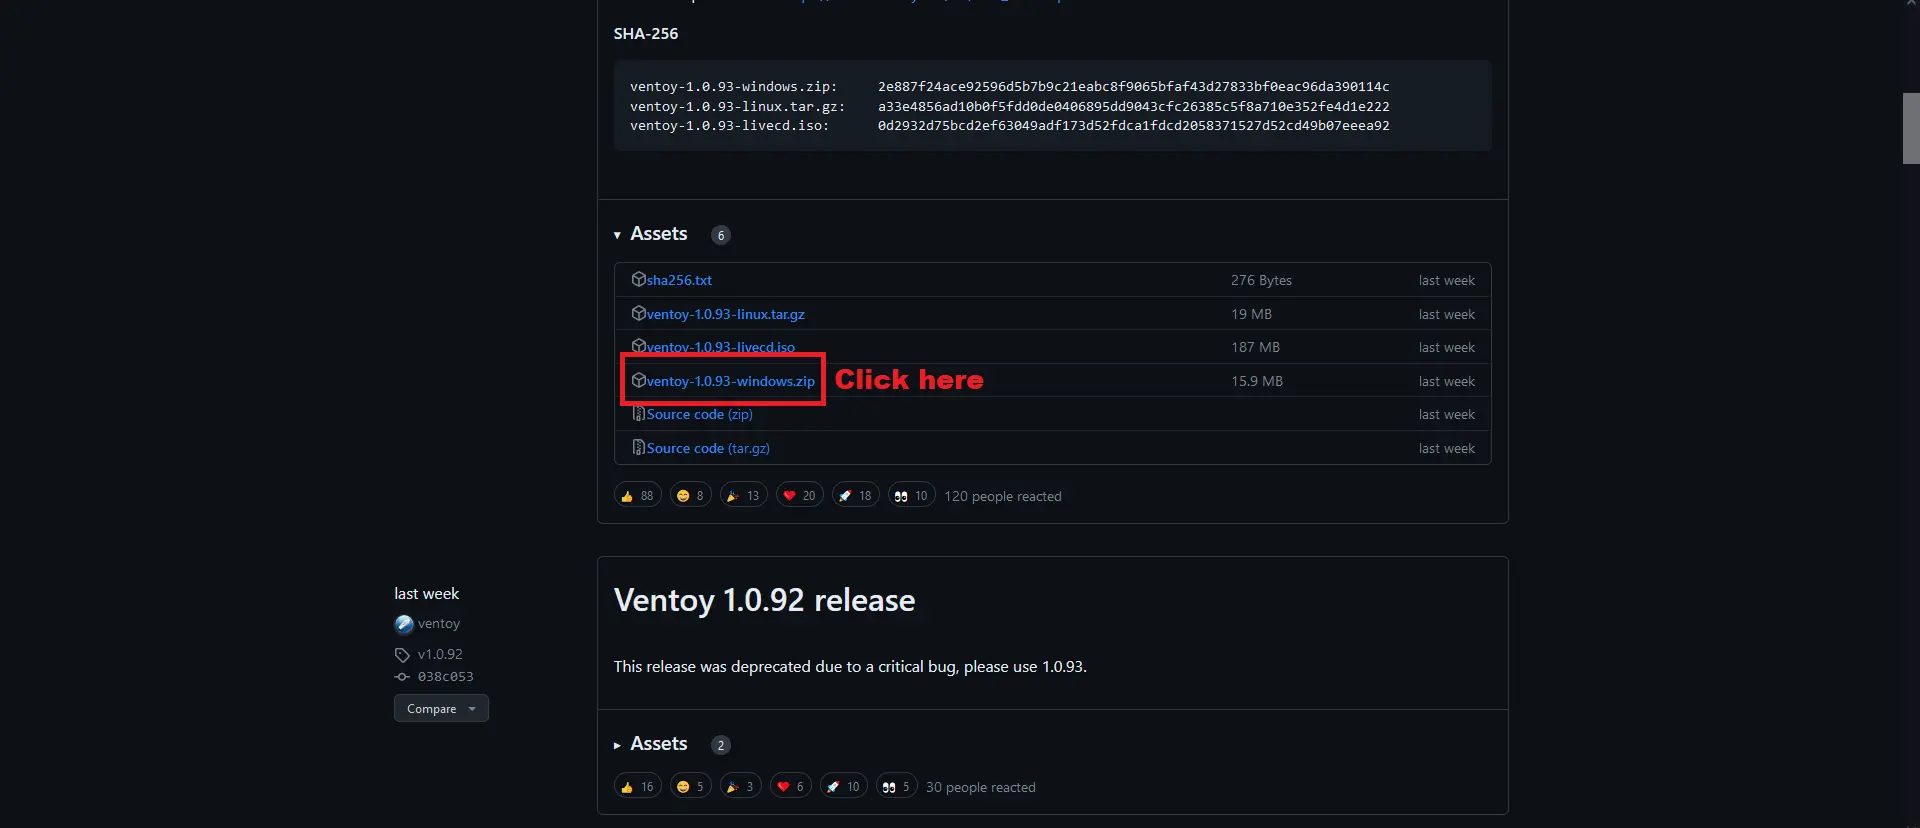 SHA-256
ventoy-1.0.93-windows.zip: 2e887f24ace92596d5b7b9c21eabc8f9065bfaf43d27833bf0eac96da390114c
ventoy-1.0.93-linux.tar.gz: a33e4856ad10b0f5fdd0de0406895dd9043cfc26385c5f8a710e352fe4d1e222
ventoy-1.0.93-livecd.iso: 0d2932d75bcd2ef63049adf173d52fdca1fdcd2058371527d52cd49b07eeea92
Assets 6
sha256.txt 276 Bytes last week
ventoy-1.0.93-linux.tar.gz 19 MB last week
ventoy-1.0.93-livecd.iso 187 MB last week
ventoy-1.0.93-windows.zip Click here 15.9 MB last week
Source code (zip) last week
Source code (tar.gz) last week
88 8 13 20 18 10 120 people reacted
last week
ventoy
v1.0.92
038c053
Compare
Ventoy 1.0.92 release
This release was deprecated due to a critical bug, please use 1.0.93.
Assets 2
16 5 3 6 10 5 30 people reacted